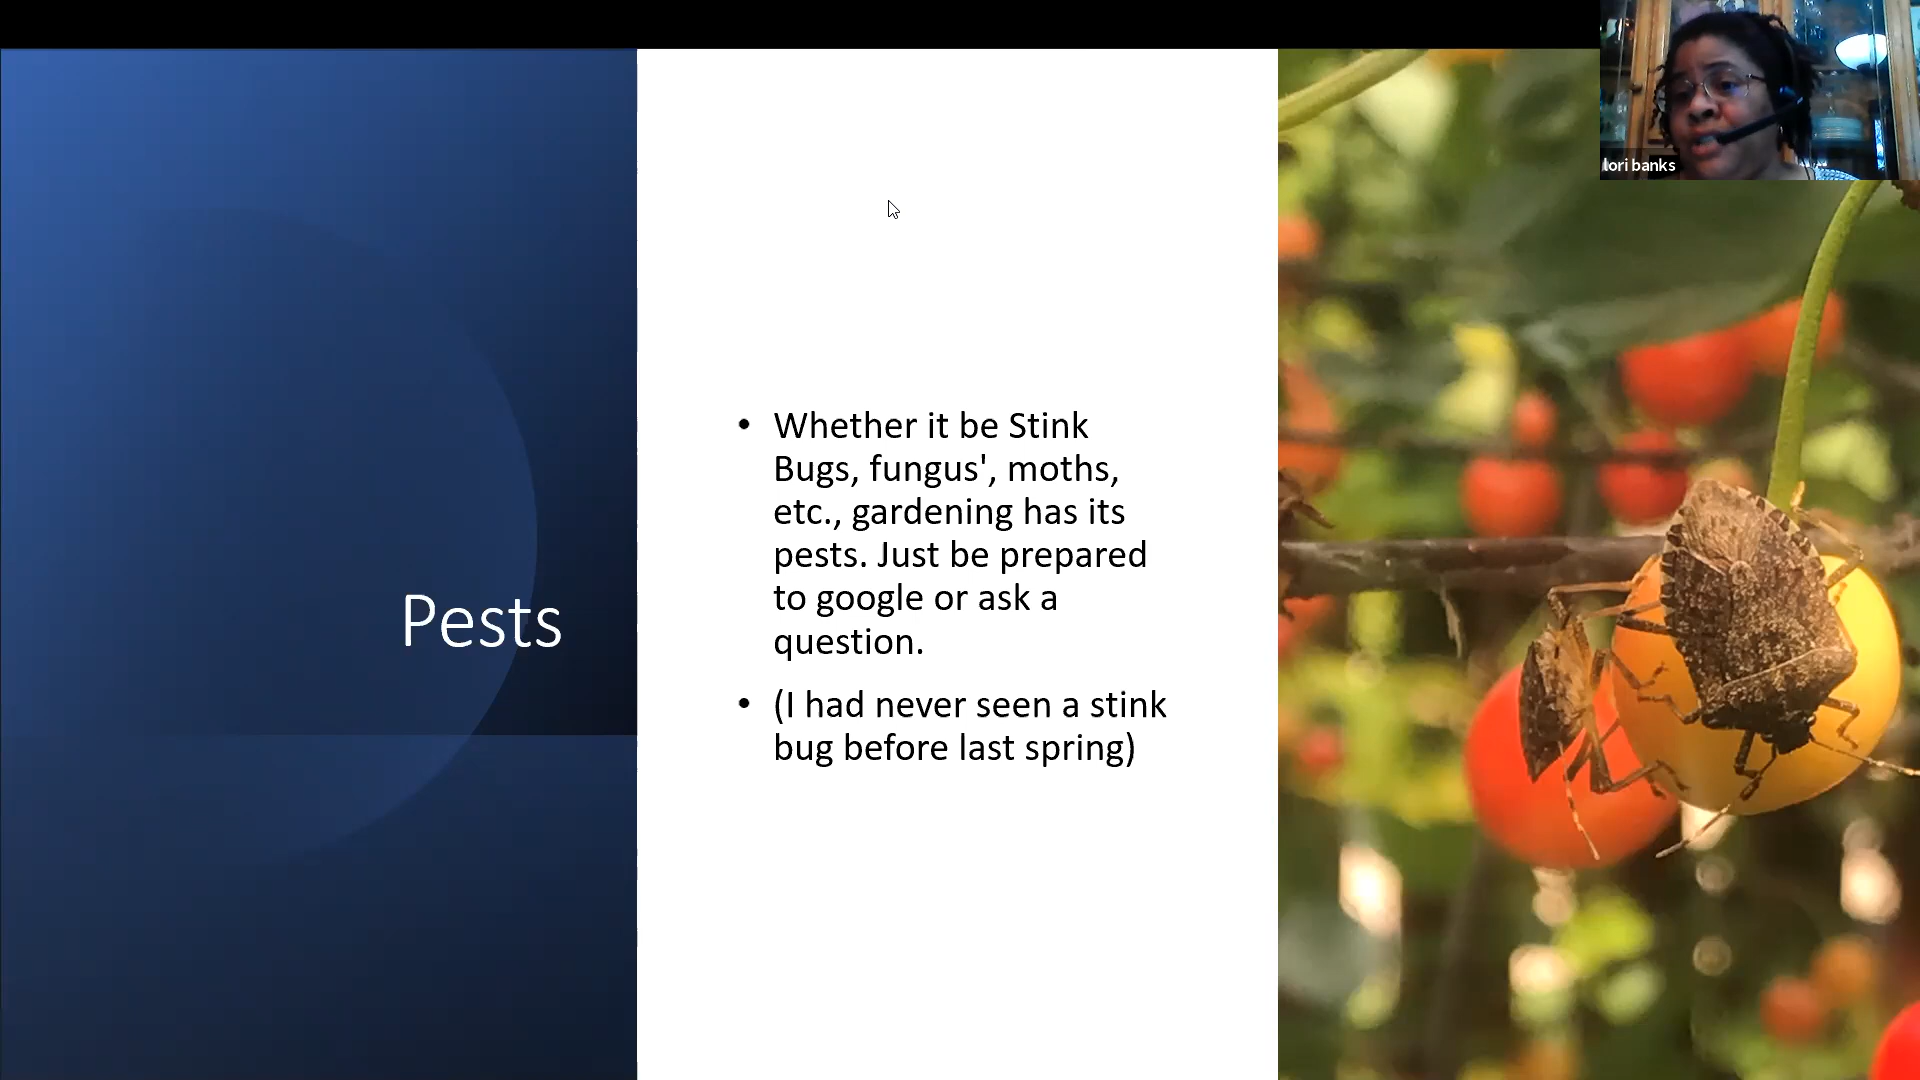 lori banks
Pests
• Whether it be Stink
Bugs, fungus', moths,
etc., gardening has its
pests. Just be prepared
to google or ask a
question.
• (I had never seen a stink
bug before last spring)